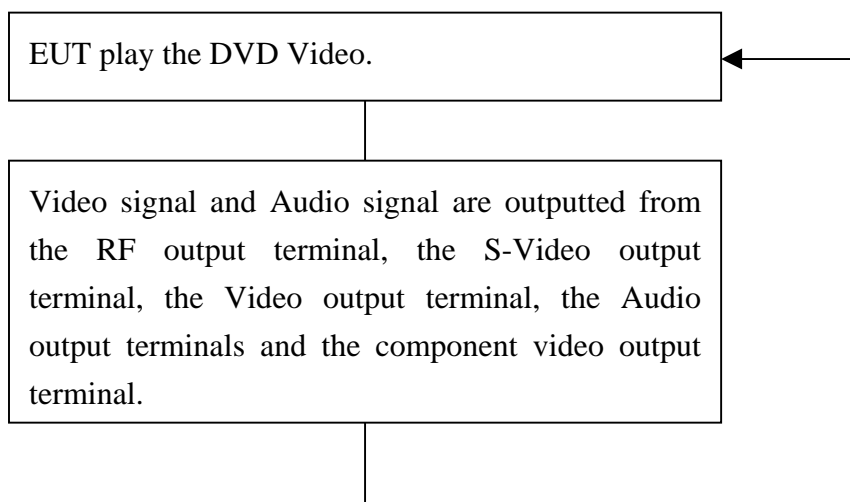 EUT play the DVD Video.
Video signal and Audio signal are outputted from
the RF output terminal, the S-Video output
terminal, the Video output terminal, the Audio
output terminals and the component video output
terminal.